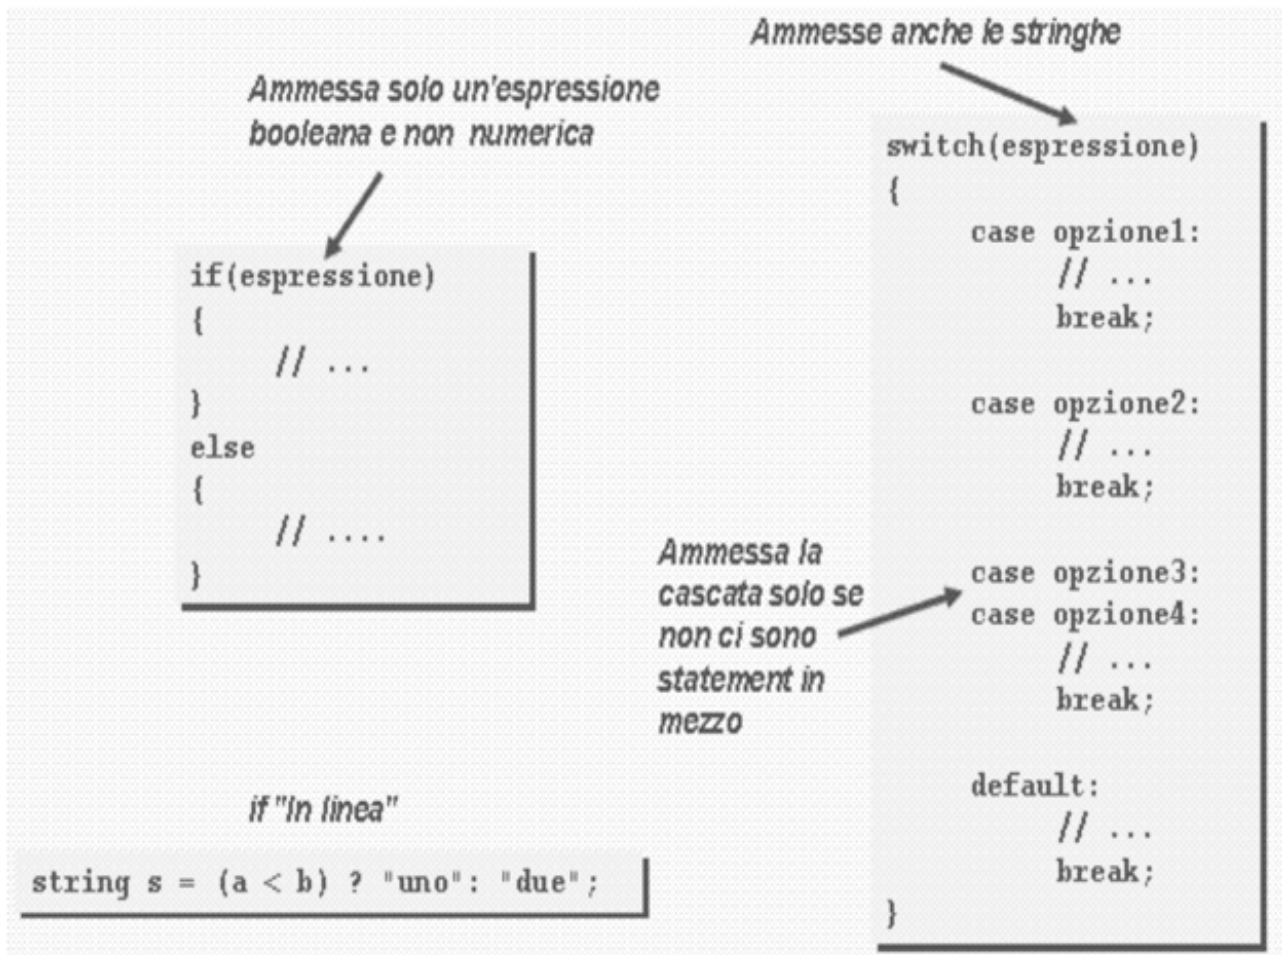 Ammessa solo un'espressione
booleana e non numerica
if(espressione)
{
// ...
}
else
{
// ....
}
if "In linea"
string s = (a < b) ? "uno": "due";
Ammesse anche le stringhe
switch(espressione)
{
case opzione1:
// ...
break;
case opzione2:
// ...
break;
Ammessa la
cascata solo se
non ci sono
statement in
mezzo
case opzione3:
case opzione4:
// ...
break;
default:
// ...
break;
}